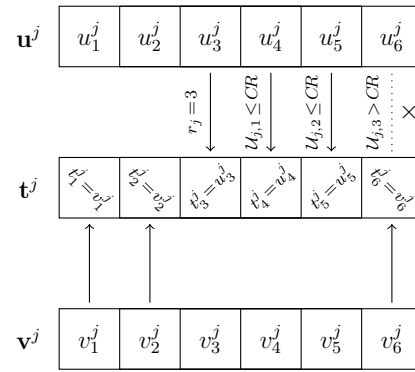 𝐮^j u_1^j u_2^j u_3^j u_4^j u_5^j u_6^j
r_j = 3 𝒰_{j,1} ≤ CR 𝒰_{j,2} ≤ CR 𝒰_{j,3} > CR ×
𝐭^j t_1^j = v_1^j t_2^j = v_2^j t_3^j = u_3^j t_4^j = u_4^j t_5^j = u_5^j t_6^j = v_6^j
𝐯^j v_1^j v_2^j v_3^j v_4^j v_5^j v_6^j